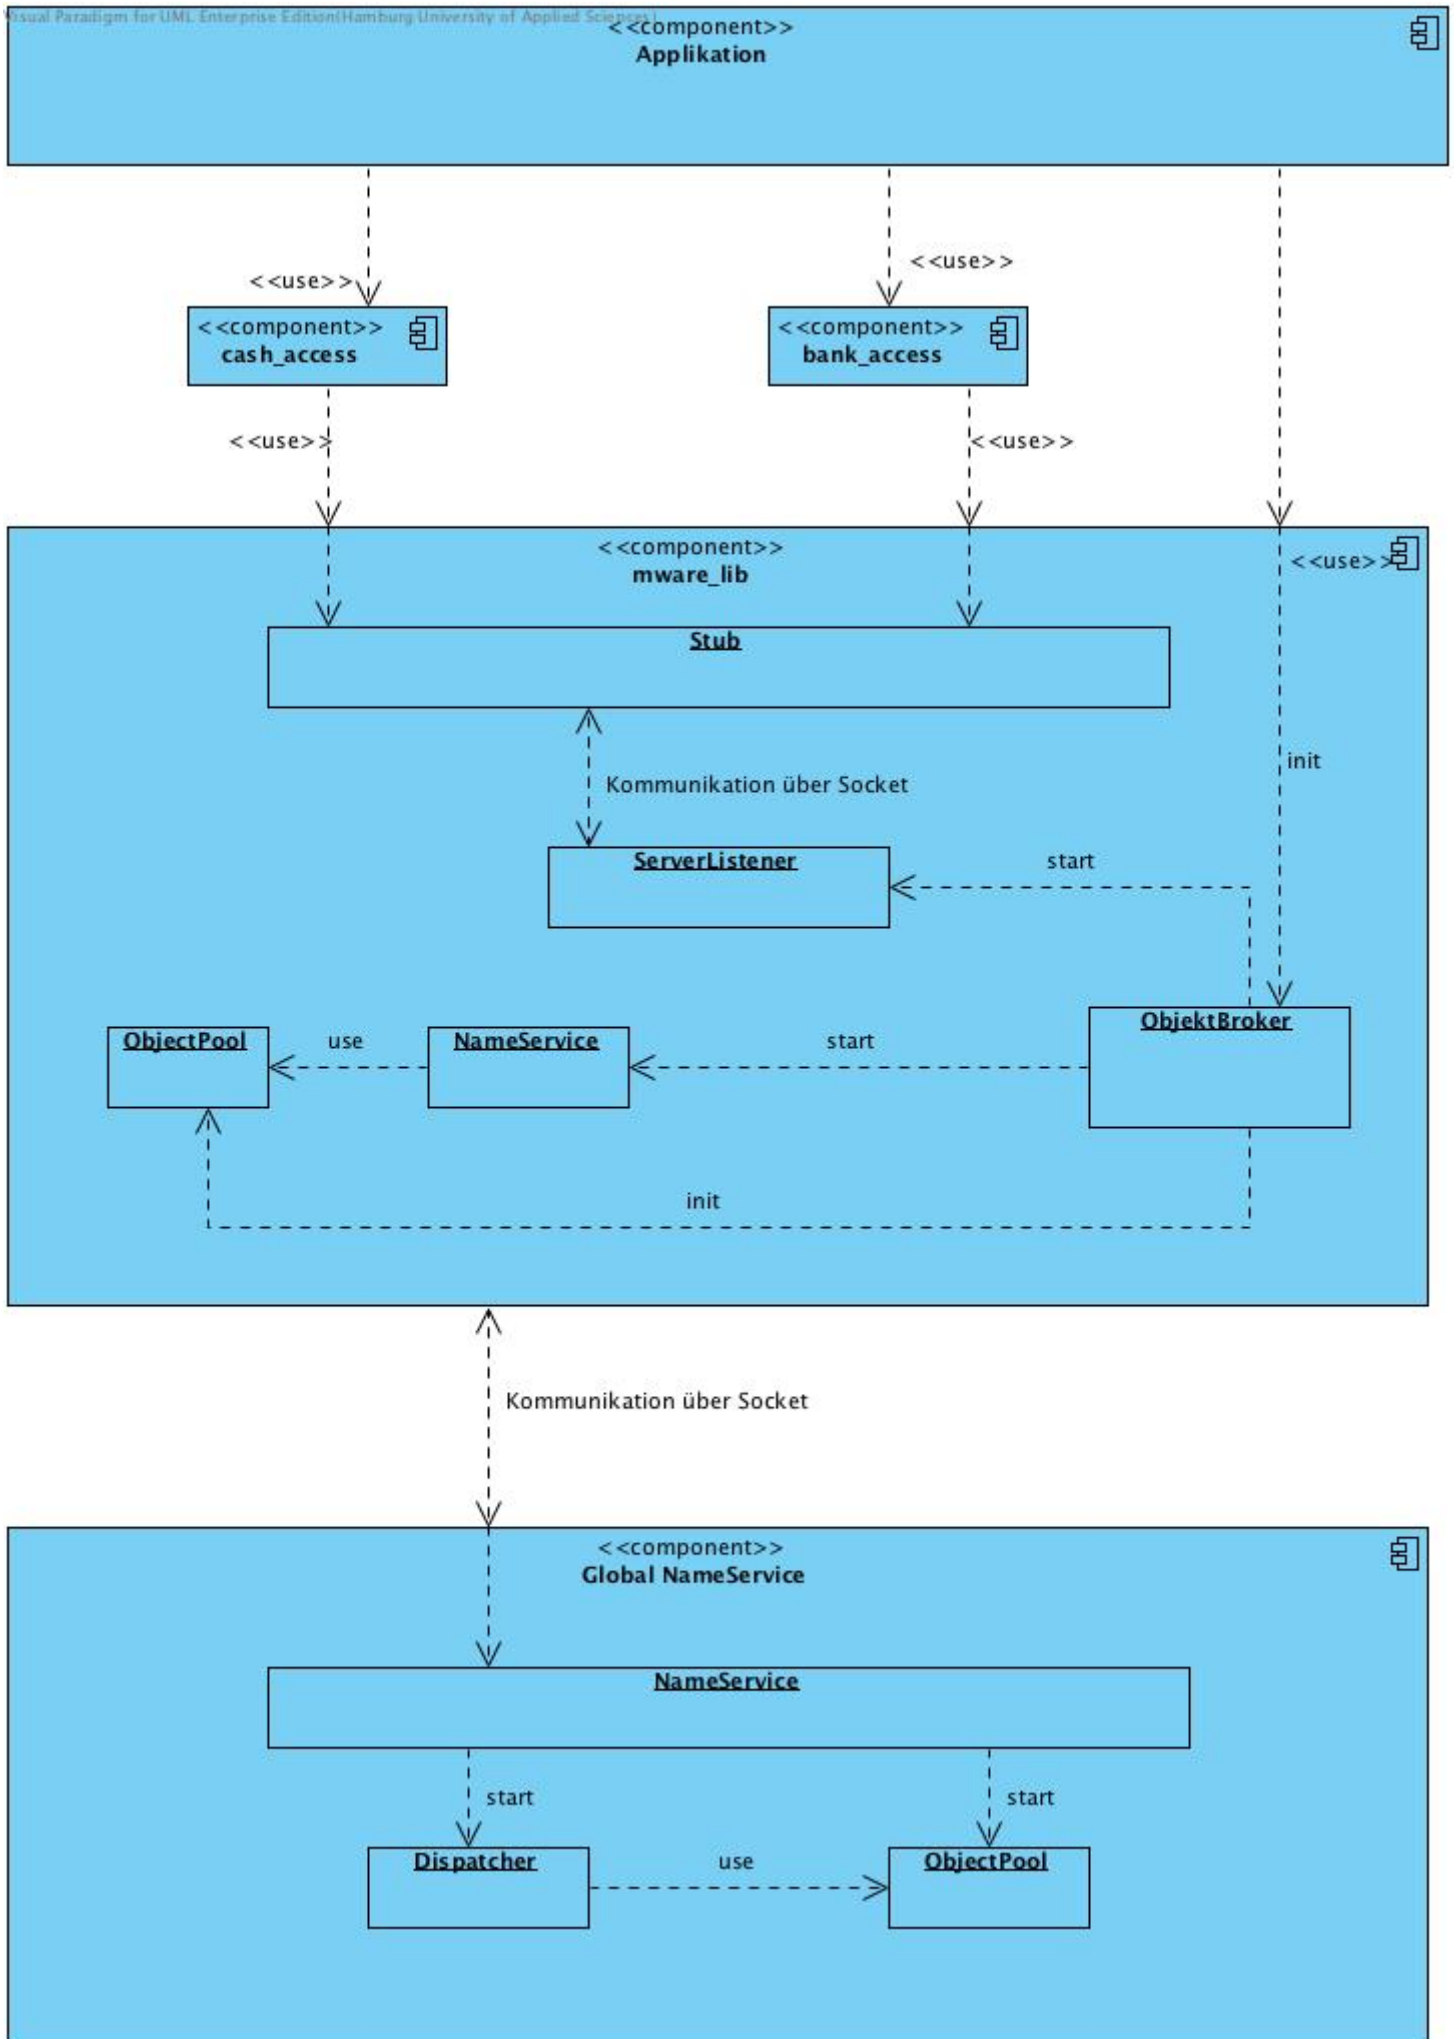 Visual Paradigm for UML Enterprise Edition(Hamburg University of Applied Sciences)
<<component>>
Applikation
<<use>>
<<use>>
<<component>>
cash_access
<<component>>
bank_access
<<use>>
<<use>>
<<component>>
mware_lib
<<use>>
Stub
init
Kommunikation über Socket
ServerListener
start
ObjektBroker
ObjectPool
use
NameService
start
init
Kommunikation über Socket
<<component>>
Global NameService
NameService
start
start
Dispatcher
use
ObjectPool